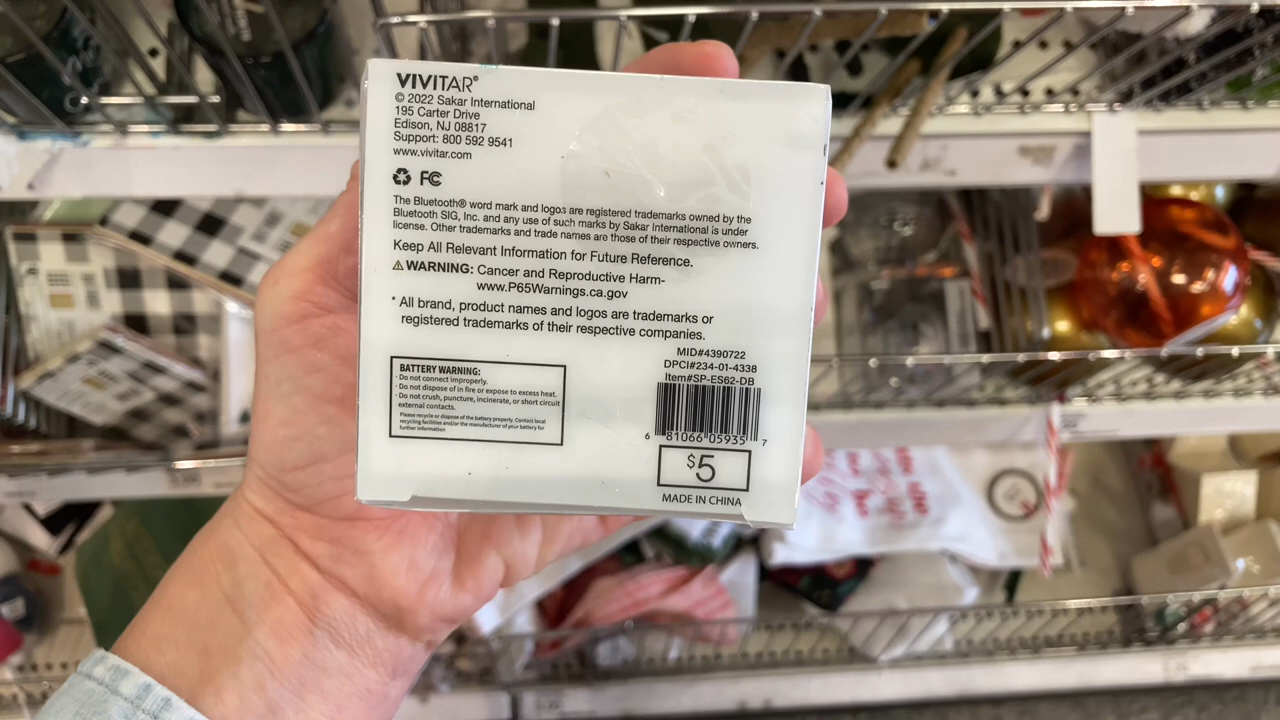 VIVITAR®
© 2022 Sakar International
195 Carter Drive
Edison, NJ 08817
Support: 800 592 9541
www.vivitar.com
FC
The Bluetooth® word mark and logos are registered trademarks owned by the
Bluetooth SIG, Inc. and any use of such marks by Sakar International is under
license. Other trademarks and trade names are those of their respective owners.
Keep All Relevant Information for Future Reference.
⚠WARNING: Cancer and Reproductive Harm-
www.P65Warnings.ca.gov
* All brand, product names and logos are trademarks or
registered trademarks of their respective companies.
BATTERY WARNING:
· Do not connect improperly.
· Do not dispose of in fire or expose to excess heat.
· Do not crush, puncture, incinerate, or short circuit
external contacts.
Please recycle or dispose of the battery properly. Contact local
recycling facilities and/or the manufacturer of your battery for
further information
MID#4390722
DPCI#234-01-4338
Item#SP-ES62-DB
6 81066 05935 7
$5
MADE IN CHINA